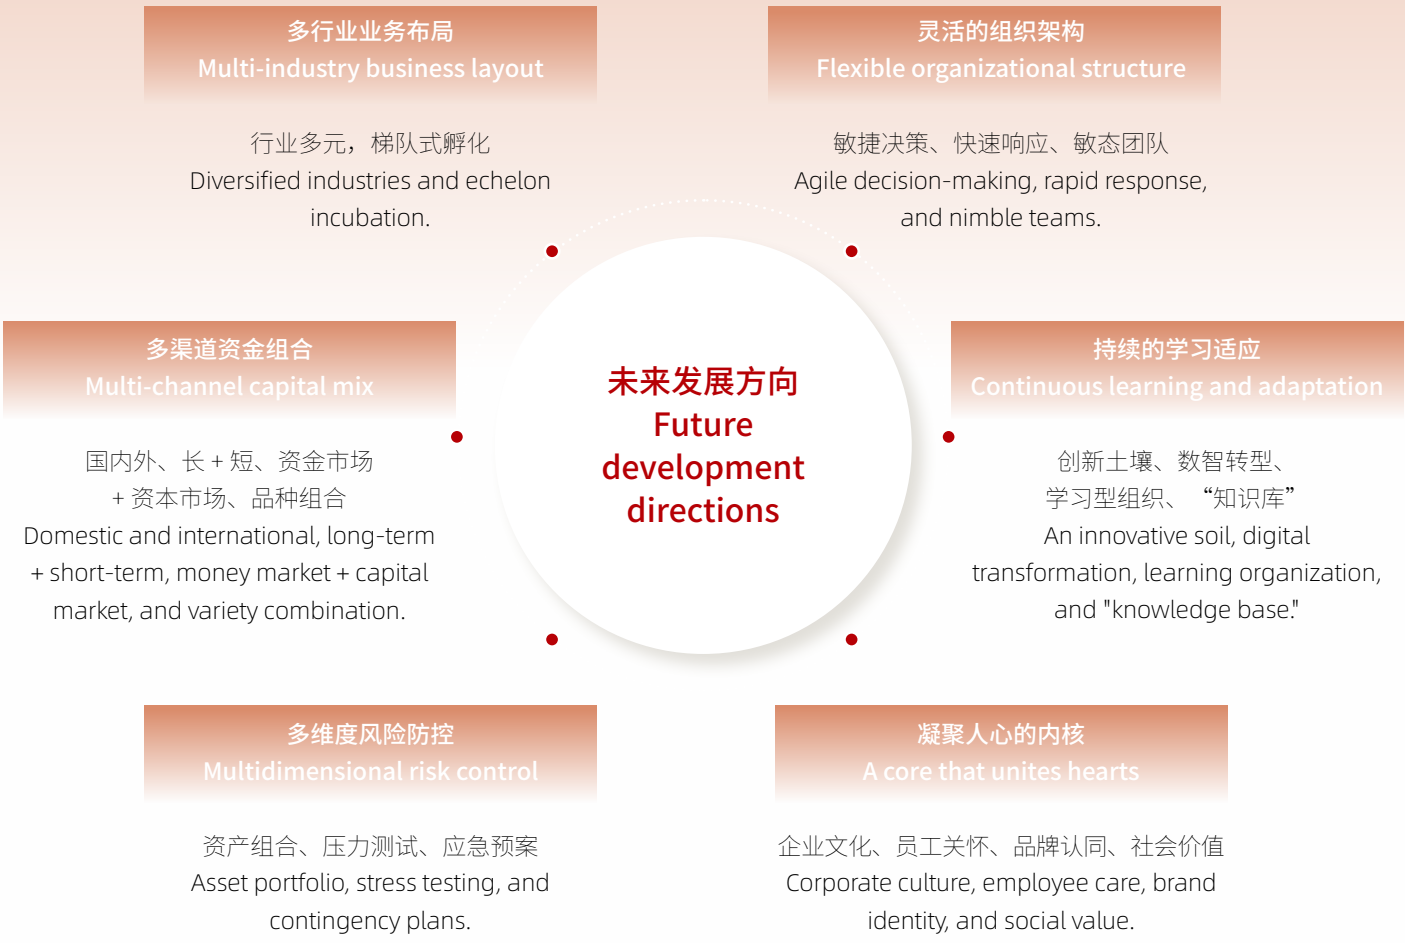 多行业业务布局
Multi-industry business layout
行业多元，梯队式孵化
Diversified industries and echelon
incubation.
灵活的组织架构
Flexible organizational structure
敏捷决策、快速响应、敏态团队
Agile decision-making, rapid response,
and nimble teams.
多渠道资金组合
Multi-channel capital mix
国内外、长 + 短、资金市场
+ 资本市场、品种组合
Domestic and international, long-term
+ short-term, money market + capital
market, and variety combination.
未来发展方向
Future
development
directions
持续的学习适应
Continuous learning and adaptation
创新土壤、数智转型、
学习型组织、“知识库”
An innovative soil, digital
transformation, learning organization,
and "knowledge base."
多维度风险防控
Multidimensional risk control
资产组合、压力测试、应急预案
Asset portfolio, stress testing, and
contingency plans.
凝聚人心的内核
A core that unites hearts
企业文化、员工关怀、品牌认同、社会价值
Corporate culture, employee care, brand
identity, and social value.